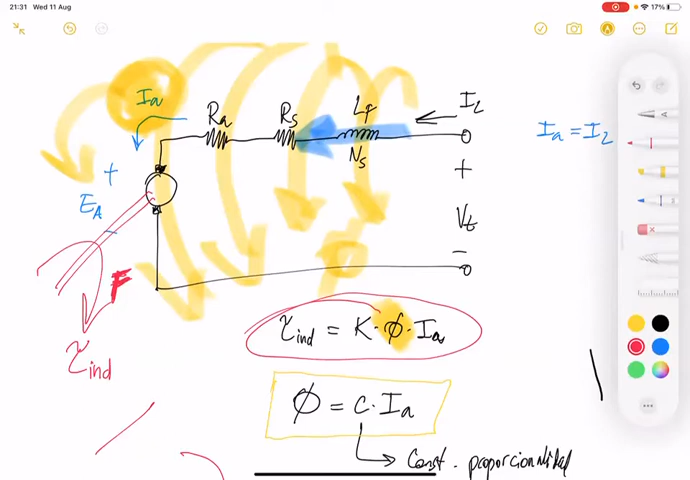 21:31 Wed 11 Aug
17%
Ia
Ra
Rs
Lf
IL
Ns
Ia = IL
+
EA
-
+
Vt
-
F
τind
τind = K · ϕ · Ia
ϕ = c · Ia
Const. proporcionalidad